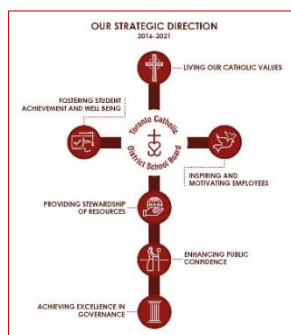 OUR STRATEGIC DIRECTION
2016-2021
LIVING OUR CATHOLIC VALUES
FOSTERING STUDENT
ACHIEVEMENT AND WELL BEING
Toronto Catholic
District School Board
INSPIRING AND
MOTIVATING EMPLOYEES
PROVIDING STEWARDSHIP
OF RESOURCES
ENHANCING PUBLIC
CONFIDENCE
ACHIEVING EXCELLENCE IN
GOVERNANCE